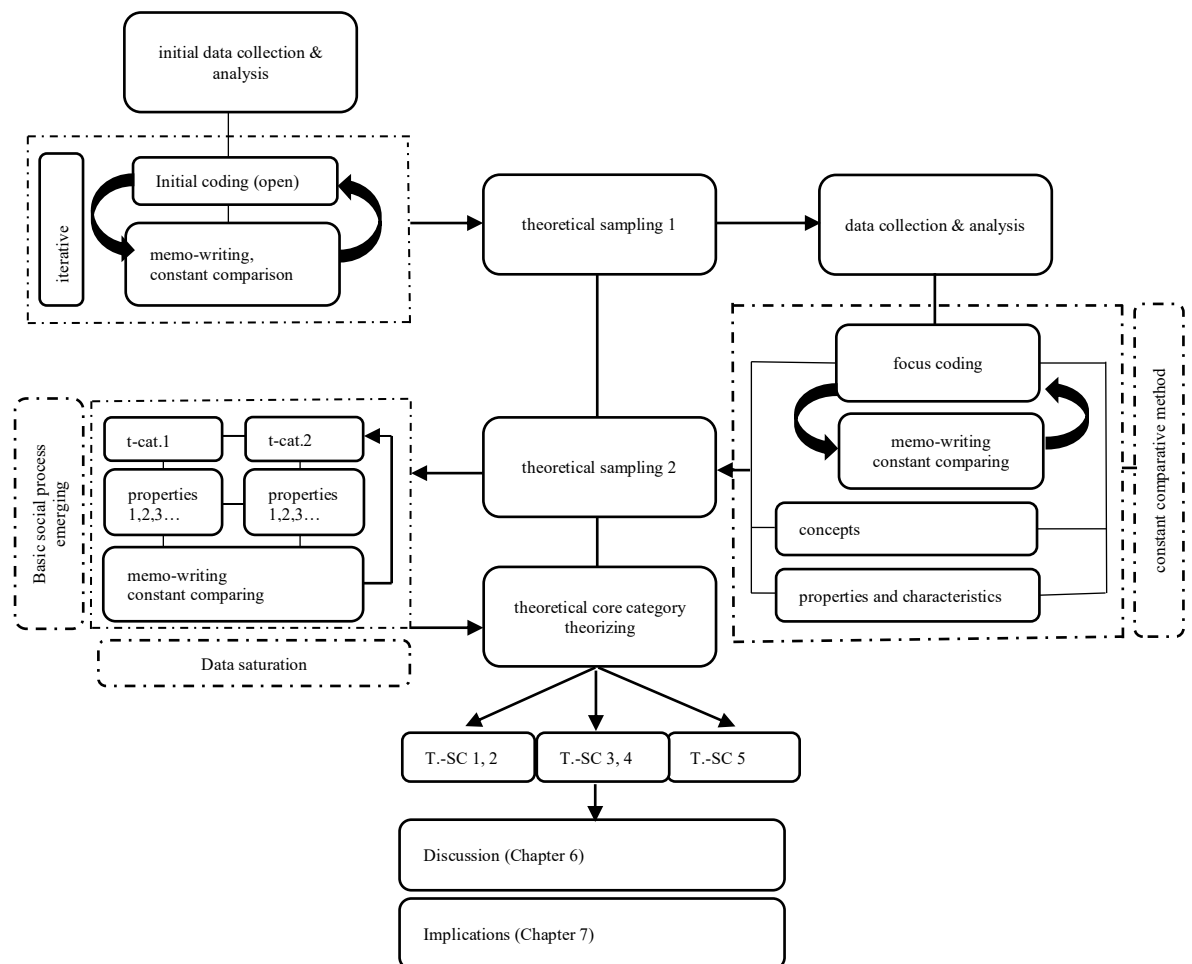 initial data collection &
analysis
iterative
Initial coding (open)
memo-writing,
constant comparison
theoretical sampling 1
data collection & analysis
focus coding
memo-writing
constant comparing
concepts
properties and characteristics
constant comparative method
theoretical sampling 2
Basic social process
emerging
t-cat.1
t-cat.2
properties
1,2,3…
properties
1,2,3…
memo-writing
constant comparing
Data saturation
theoretical core category
theorizing
T.-SC 1, 2
T.-SC 3, 4
T.-SC 5
Discussion (Chapter 6)
Implications (Chapter 7)